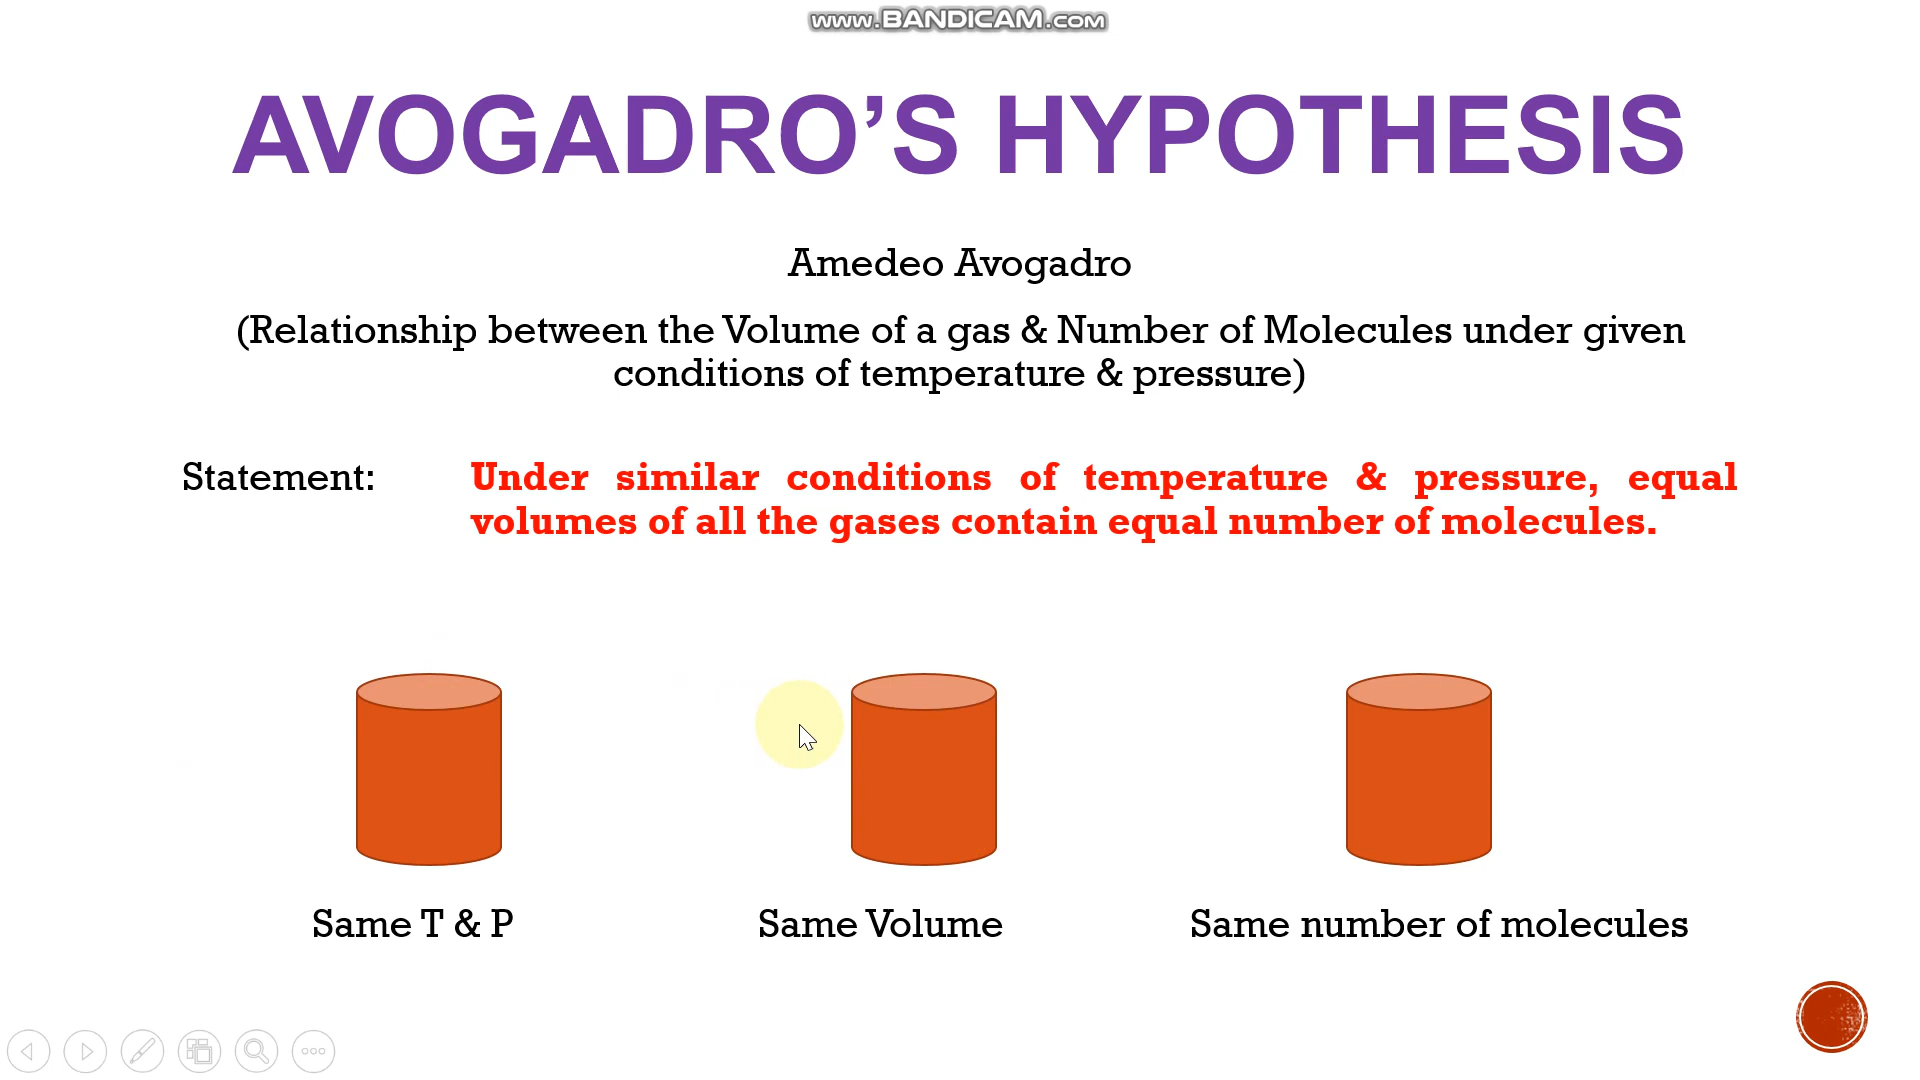 www.BANDICAM.com
AVOGADRO’S HYPOTHESIS
Amedeo Avogadro
(Relationship between the Volume of a gas & Number of Molecules under given
conditions of temperature & pressure)
Statement: Under similar conditions of temperature & pressure, equal
volumes of all the gases contain equal number of molecules.
Same T & P Same Volume Same number of molecules